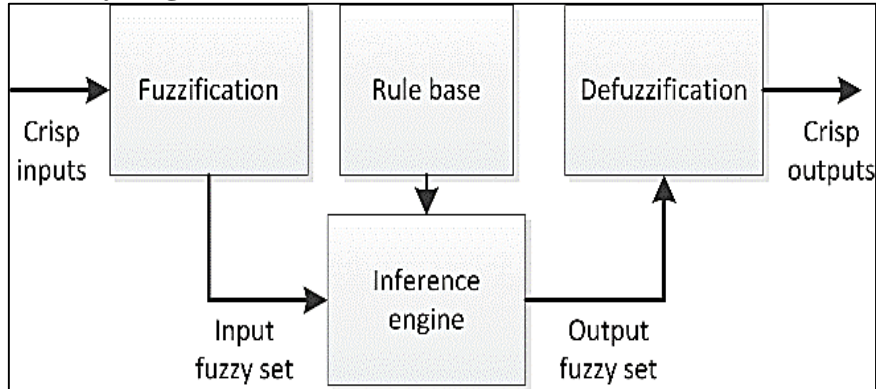 Fuzzification
Rule base
Defuzzification
Crisp
inputs
Crisp
outputs
Inference
engine
Input
fuzzy set
Output
fuzzy set